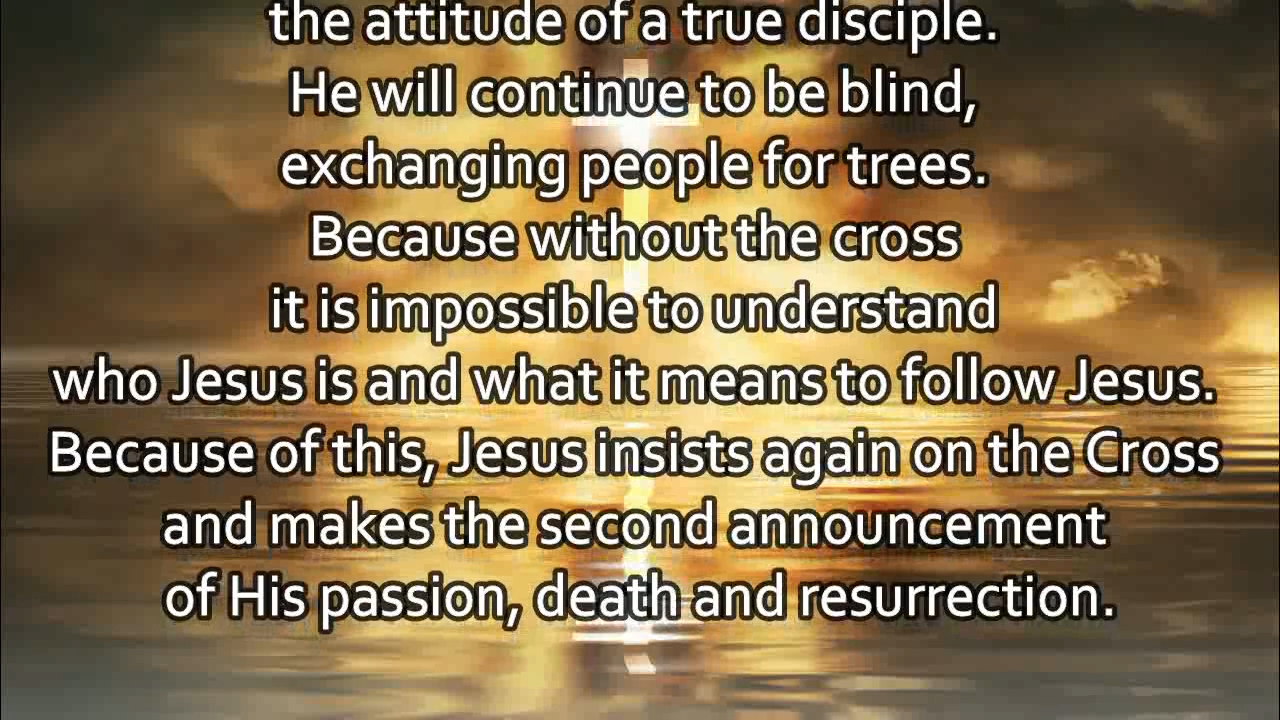 the attitude of a true disciple.
He will continue to be blind,
exchanging people for trees.
Because without the cross
it is impossible to understand
who Jesus is and what it means to follow Jesus.
Because of this, Jesus insists again on the Cross
and makes the second announcement
of His passion, death and resurrection.